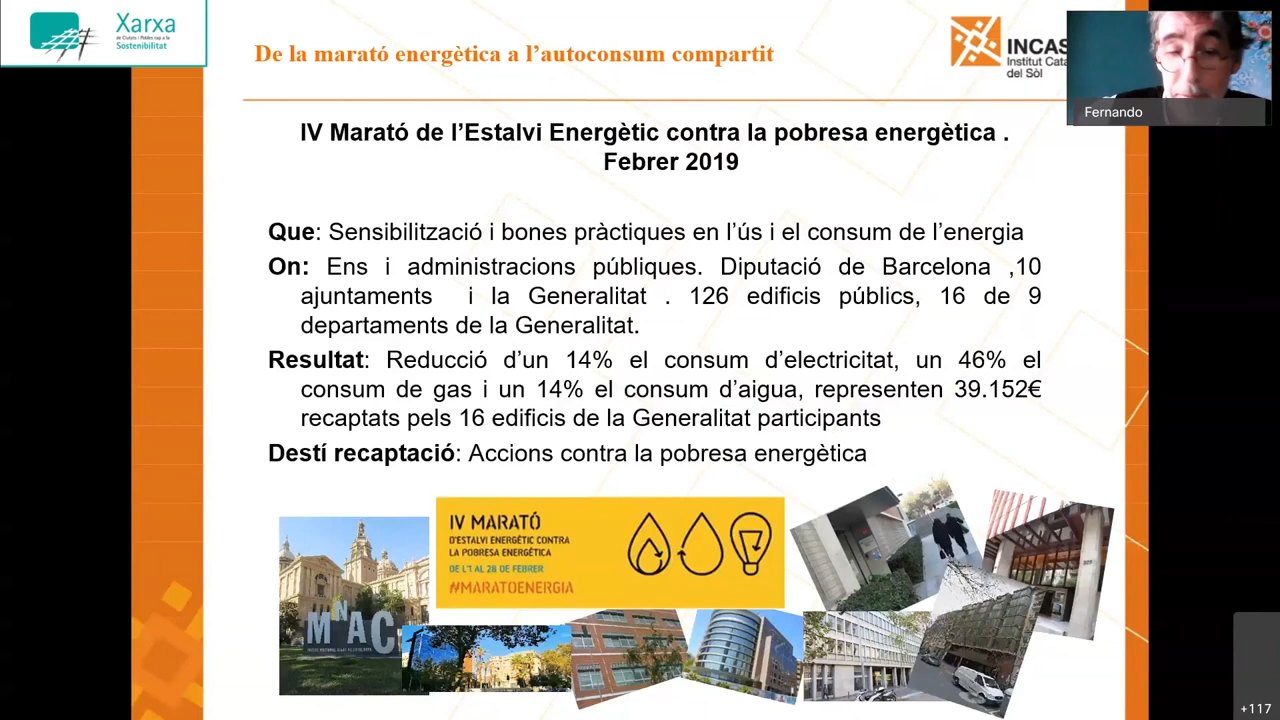 Xarxa
de Ciutats i Pobles cap a la
Sostenibilitat
De la marató energètica a l’autoconsum compartit
INCAS
Institut Cata
del Sòl
Fernando
IV Marató de l’Estalvi Energètic contra la pobresa energètica .
Febrer 2019
Que: Sensibilització i bones pràctiques en l’ús i el consum de l’energia
On: Ens i administracions públiques. Diputació de Barcelona ,10
ajuntaments i la Generalitat . 126 edificis públics, 16 de 9
departaments de la Generalitat.
Resultat: Reducció d’un 14% el consum d’electricitat, un 46% el
consum de gas i un 14% el consum d’aigua, representen 39.152€
recaptats pels 16 edificis de la Generalitat participants
Destí recaptació: Accions contra la pobresa energètica
IV MARATÓ
D'ESTALVI ENERGÈTIC CONTRA
LA POBRESA ENERGÈTICA
DE L'1 AL 28 DE FEBRER
#MARATOENERGIA
MNAC
+117